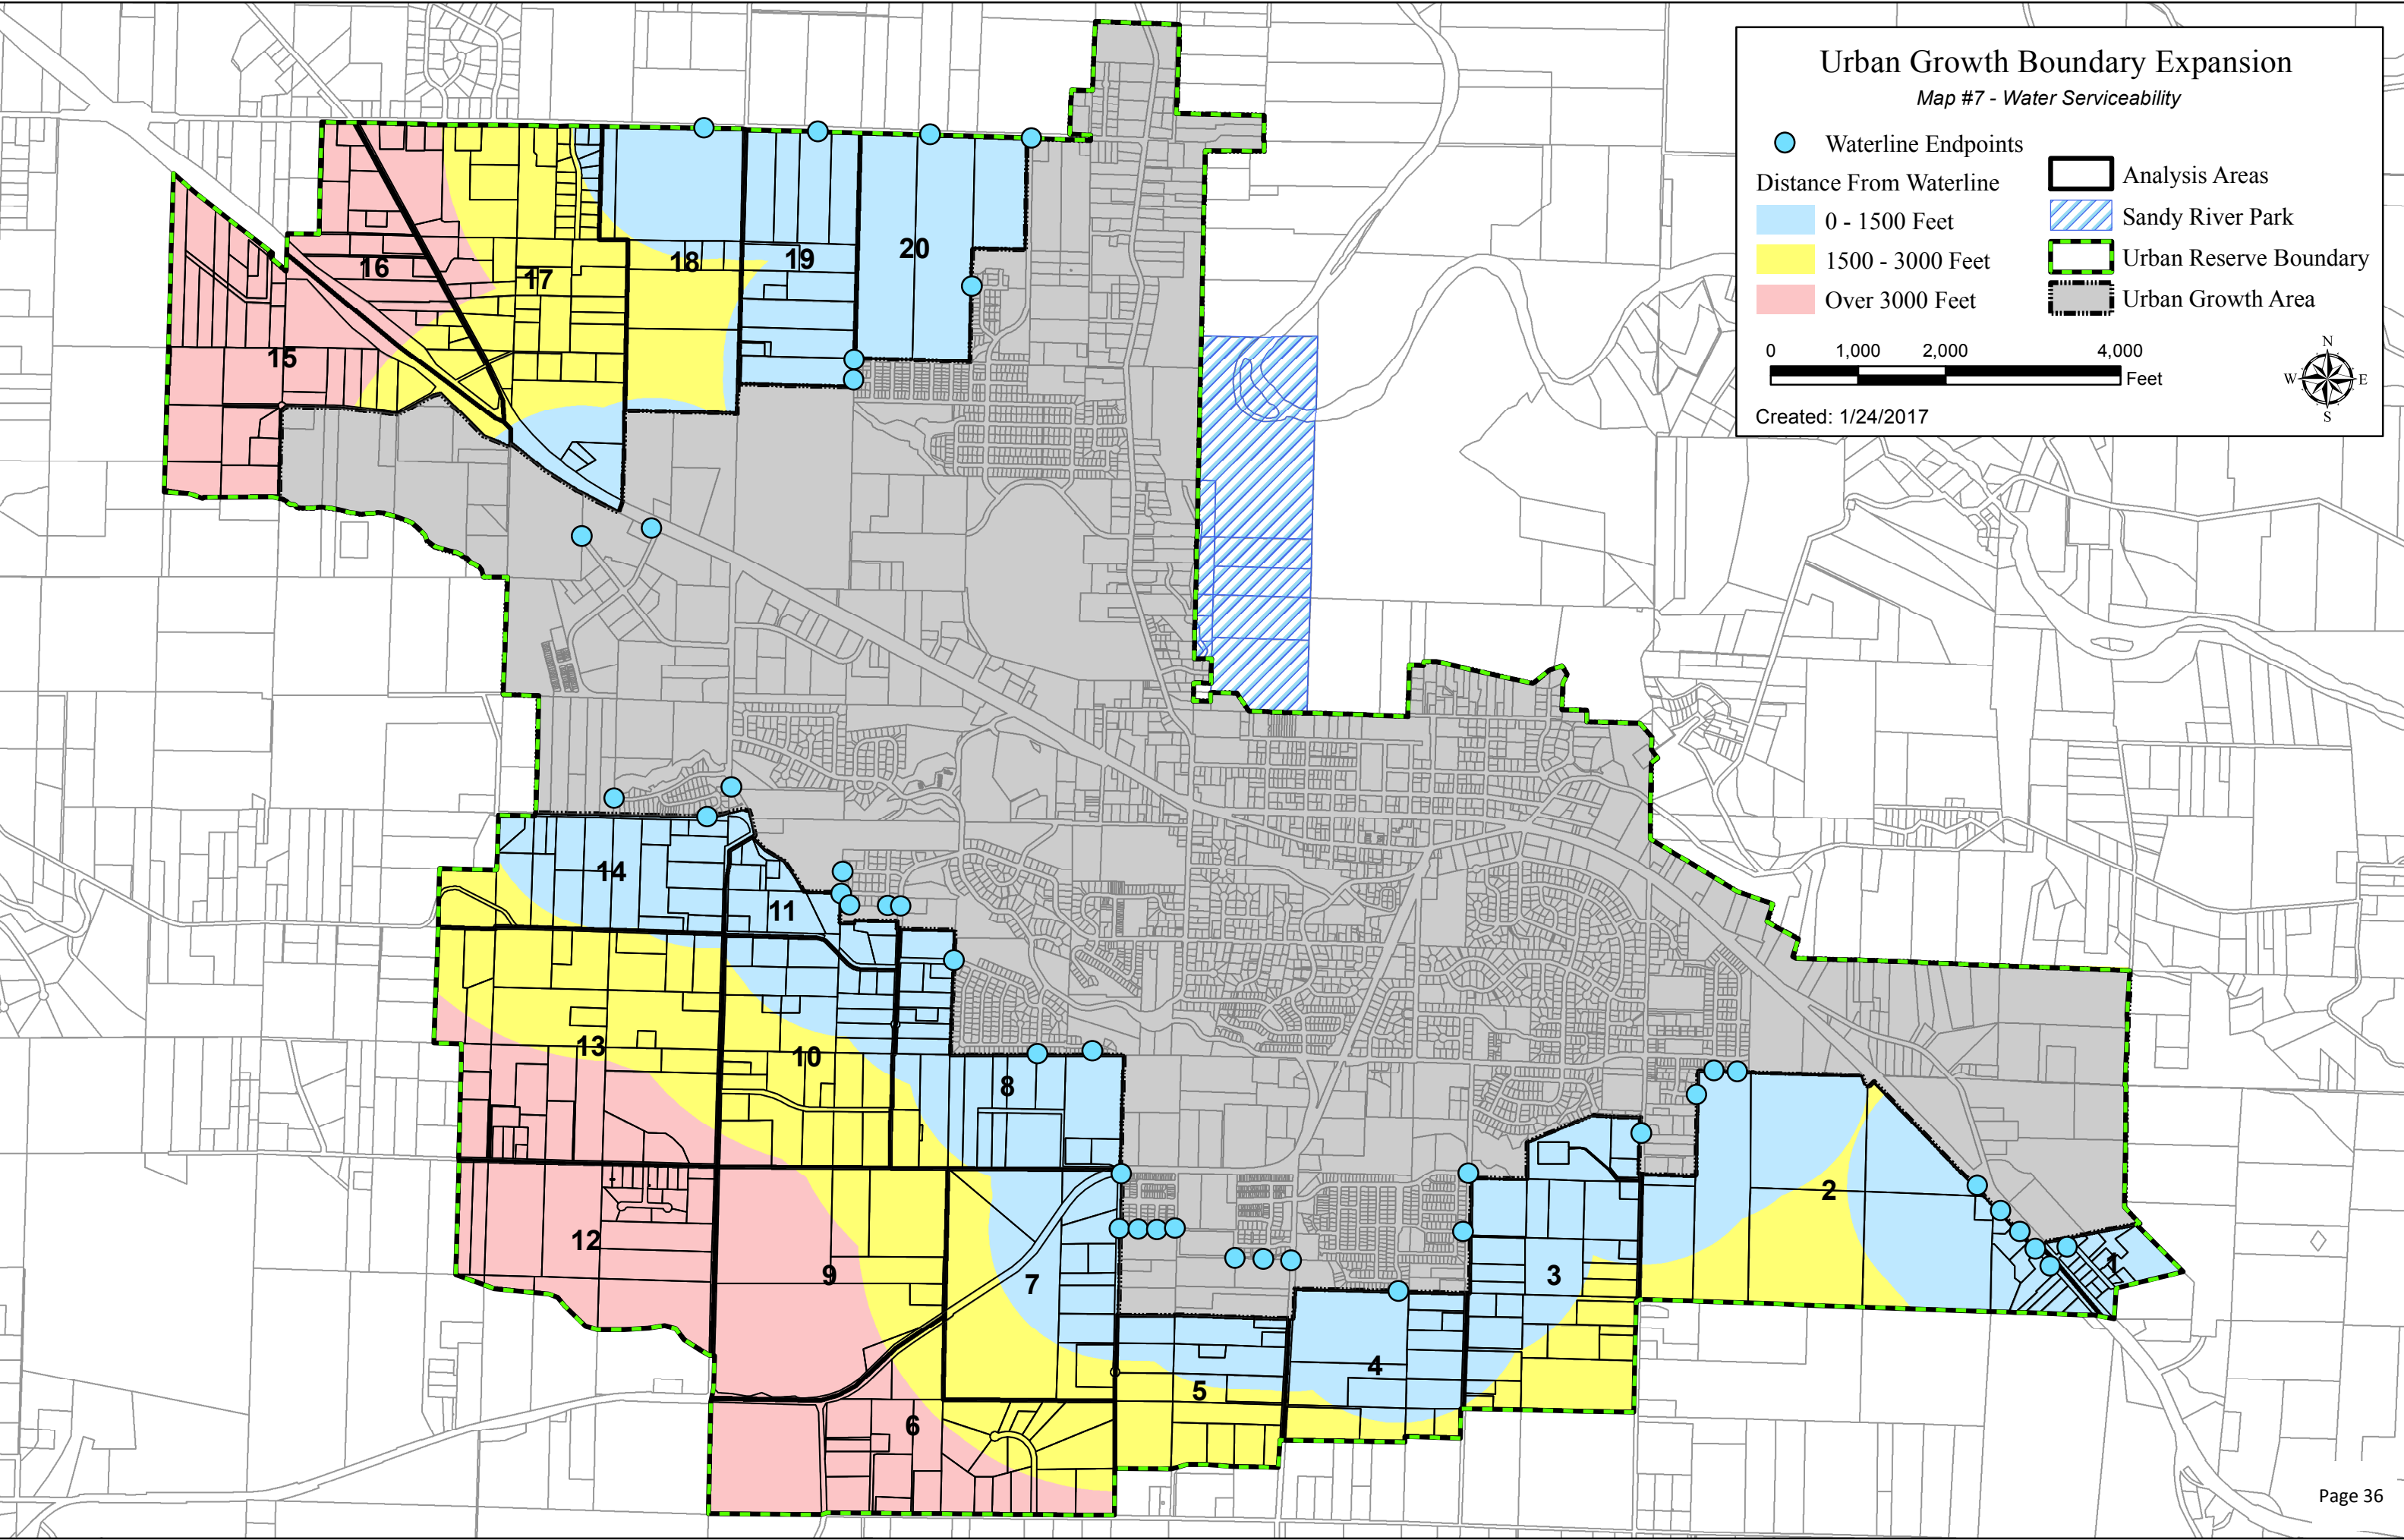 Urban Growth Boundary Expansion
Map #7 - Water Serviceability
Waterline Endpoints
Distance From Waterline
0 - 1500 Feet
1500 - 3000 Feet
Over 3000 Feet
Analysis Areas
Sandy River Park
Urban Reserve Boundary
Urban Growth Area
0 1,000 2,000 4,000
Feet
N
W E
S
Created: 1/24/2017
20
19
18
16
17
15
14
11
13
10
8
2
12
9
7
3
1
4
5
6
Page 36